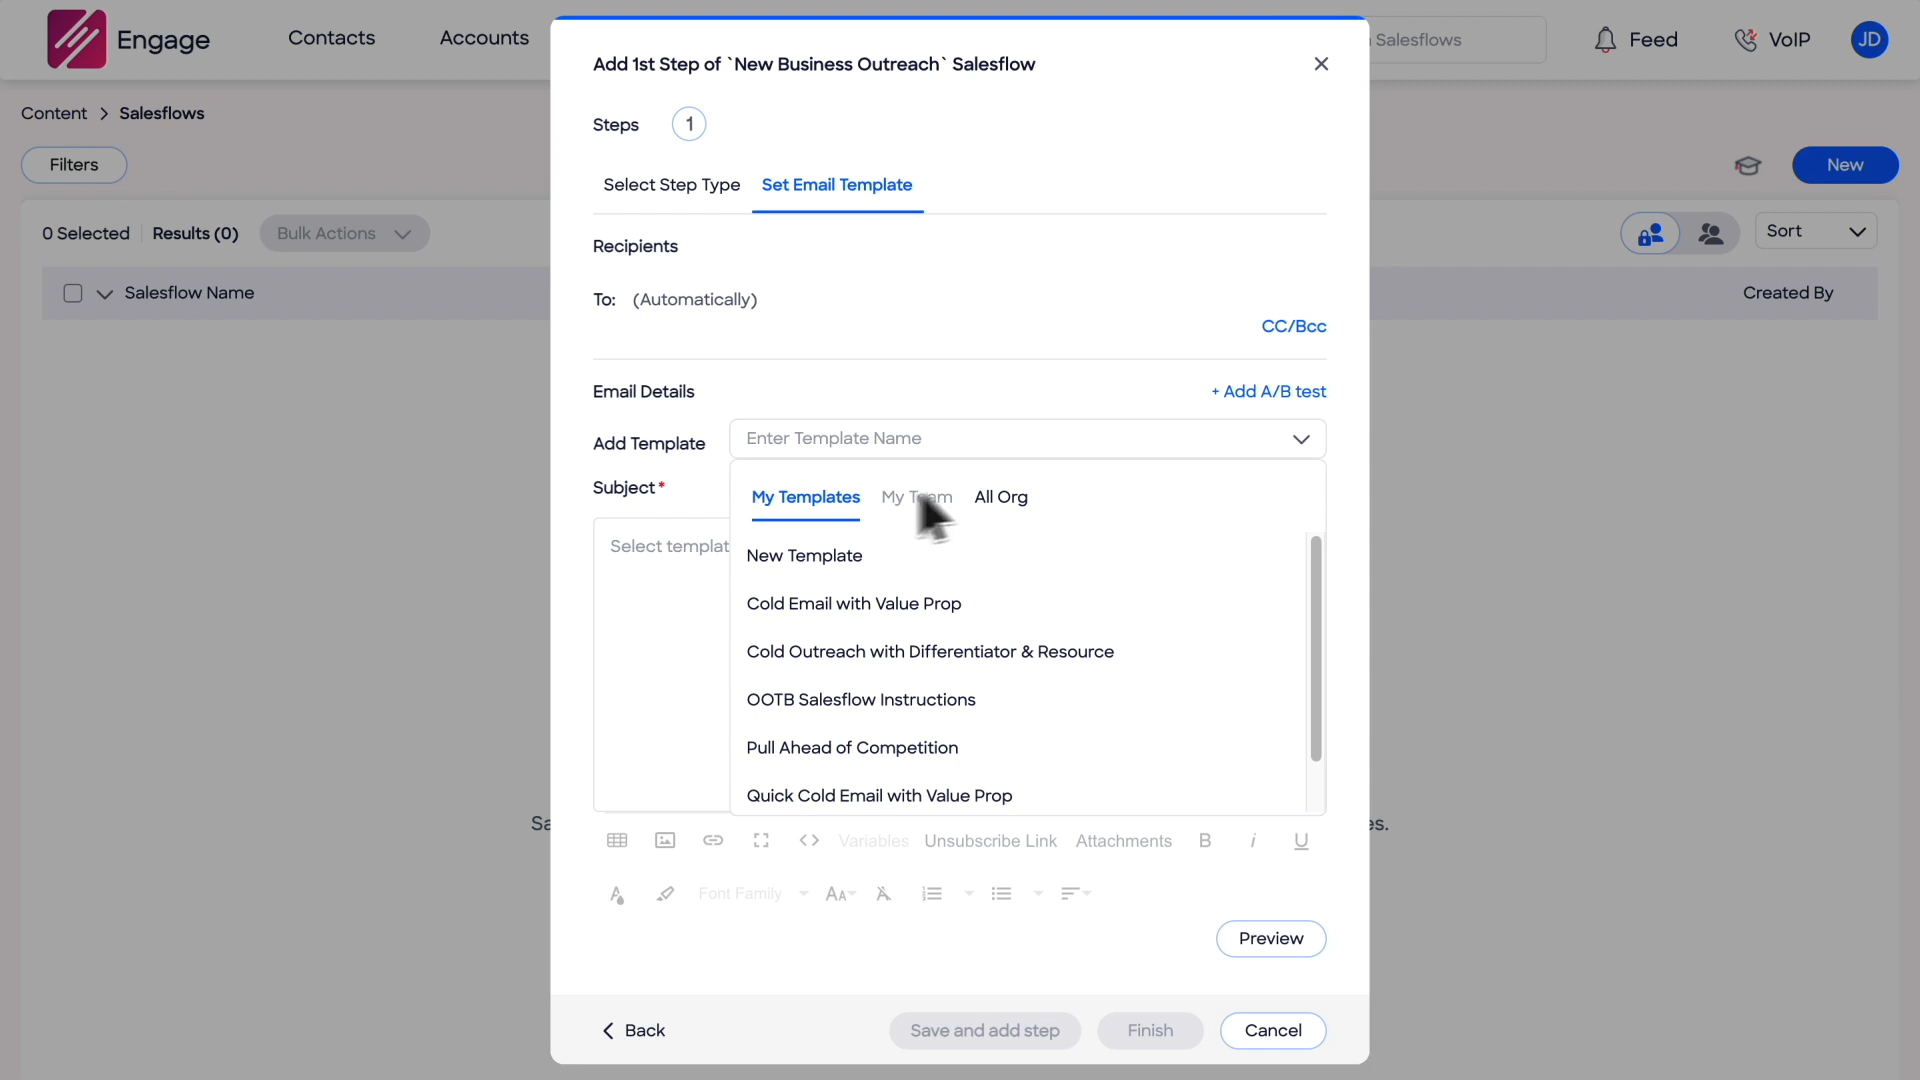 Engage
Contacts
Accounts
Salesflows
Feed
VoIP
JD
Content > Salesflows
Filters
New
0 Selected
Results (0)
Bulk Actions
Sort
Salesflow Name
Created By
Add 1st Step of `New Business Outreach` Salesflow
Steps 1
Select Step Type
Set Email Template
Recipients
To: (Automatically)
CC/Bcc
Email Details
+ Add A/B test
Add Template
Enter Template Name
Subject*
My Templates
My Team
All Org
Select templat
New Template
Cold Email with Value Prop
Cold Outreach with Differentiator & Resource
OOTB Salesflow Instructions
Pull Ahead of Competition
Quick Cold Email with Value Prop
Sa
es.
Variables
Unsubscribe Link
Attachments
B
i
U
Font Family
Preview
Back
Save and add step
Finish
Cancel